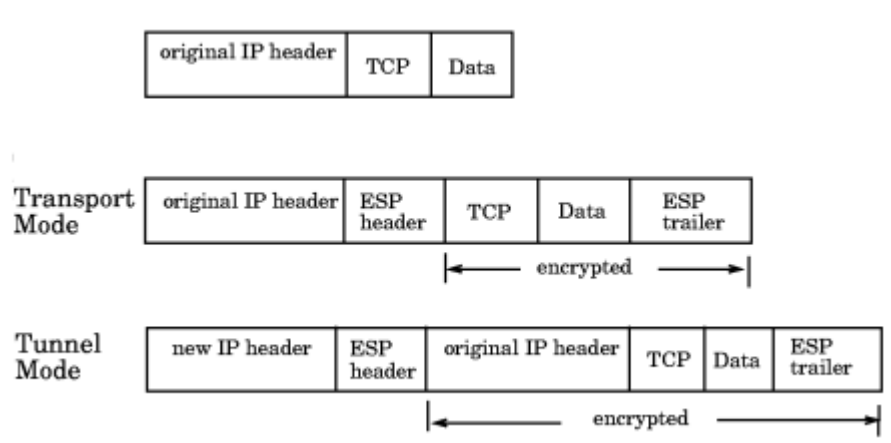 original IP header TCP Data
Transport Mode
original IP header ESP header TCP Data ESP trailer
encrypted
Tunnel Mode
new IP header ESP header original IP header TCP Data ESP trailer
encrypted